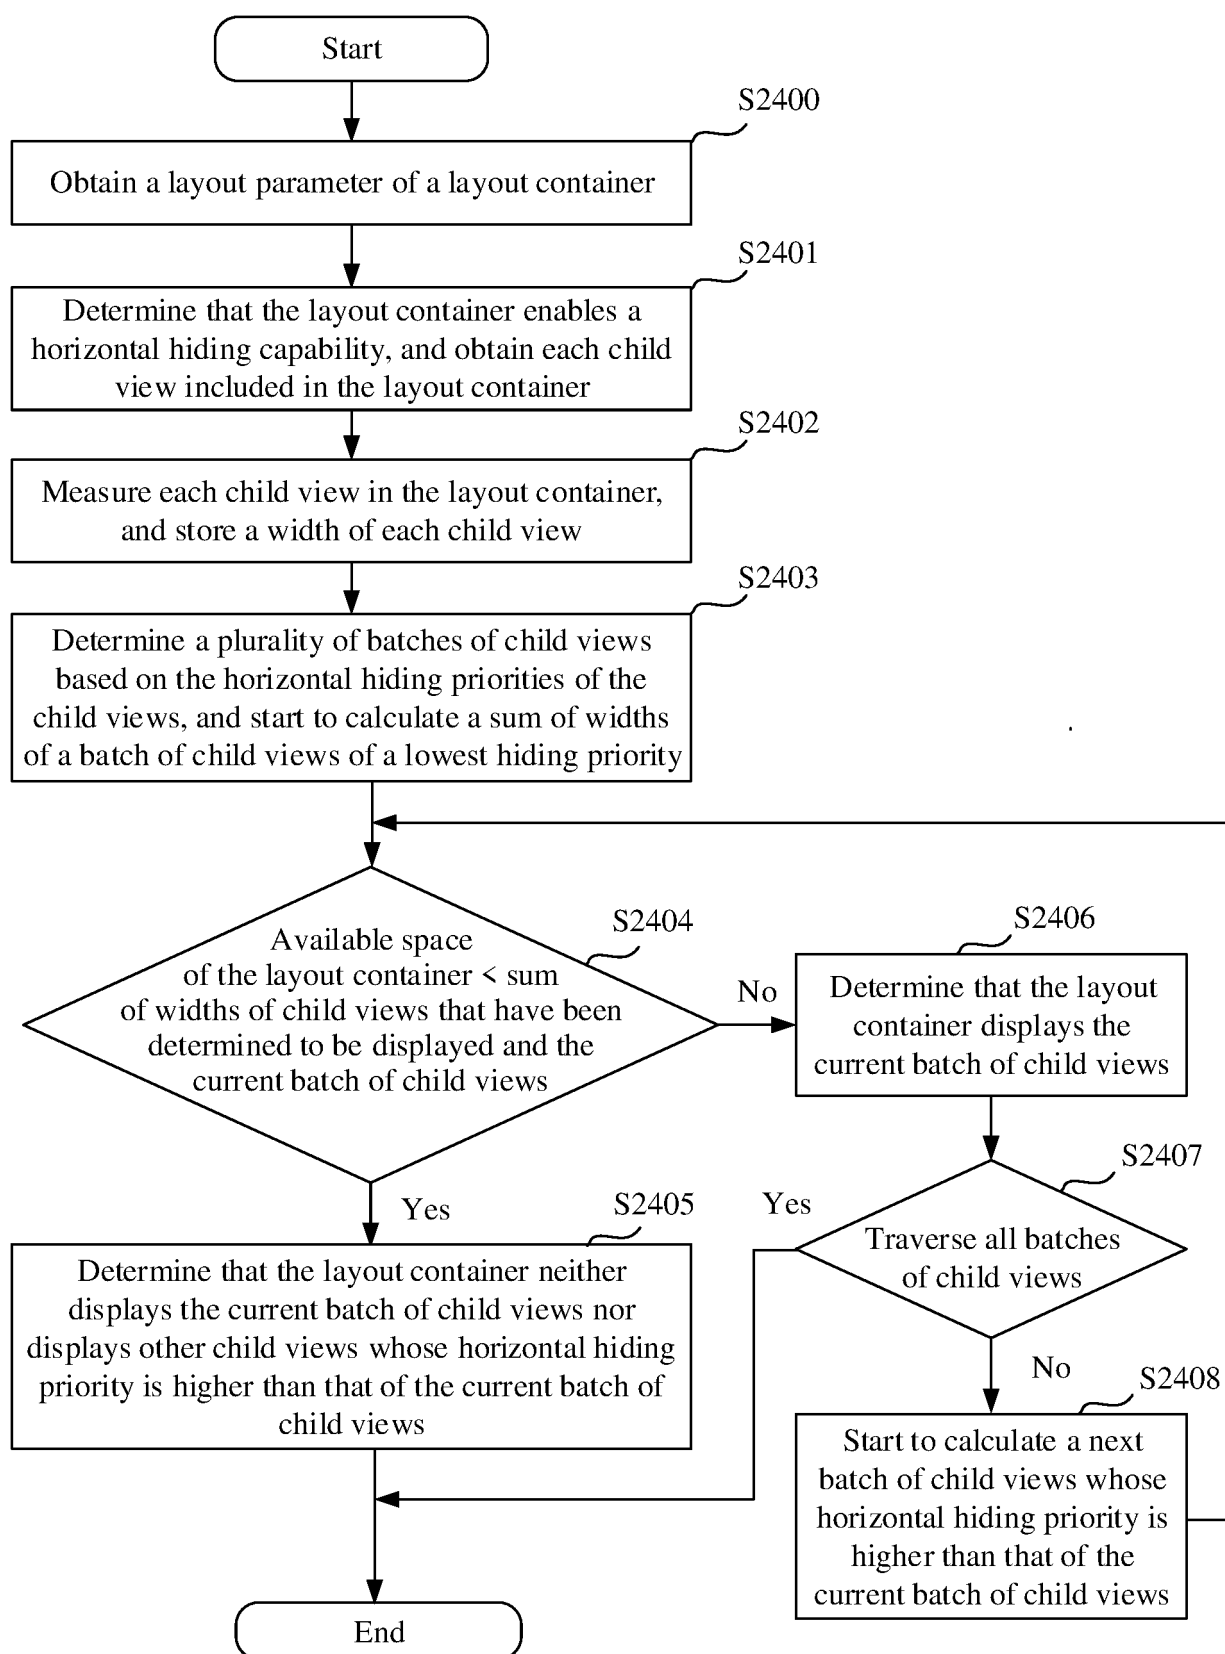 Start
S2400
Obtain a layout parameter of a layout container
S2401
Determine that the layout container enables a
horizontal hiding capability, and obtain each child
view included in the layout container
S2402
Measure each child view in the layout container,
and store a width of each child view
S2403
Determine a plurality of batches of child views
based on the horizontal hiding priorities of the
child views, and start to calculate a sum of widths
of a batch of child views of a lowest hiding priority
S2404
Available space
of the layout container < sum
of widths of child views that have been
determined to be displayed and the
current batch of child views
No
S2406
Determine that the layout
container displays the
current batch of child views
Yes
S2405
Determine that the layout container neither
displays the current batch of child views nor
displays other child views whose horizontal hiding
priority is higher than that of the current batch of
child views
S2407
Yes
Traverse all batches
of child views
No
S2408
Start to calculate a next
batch of child views whose
horizontal hiding priority is
higher than that of the
current batch of child views
End